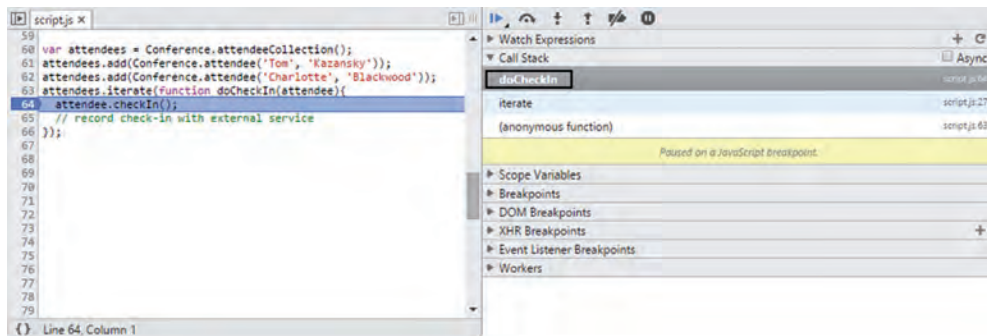 script.js ×
59
60 var attendees = Conference.attendeeCollection();
61 attendees.add(Conference.attendee('Tom', 'Kazansky'));
62 attendees.add(Conference.attendee('Charlotte', 'Blackwood'));
63 attendees.iterate(function doCheckIn(attendee){
64 attendee.checkIn();
65 // record check-in with external service
66 });
67
68
69
70
71
72
73
74
75
76
77
78
79
{} Line 64, Column 1
Watch Expressions
Call Stack
Async
doCheckIn script.js:64
iterate script.js:27
(anonymous function) script.js:63
Paused on a JavaScript breakpoint.
Scope Variables
Breakpoints
DOM Breakpoints
XHR Breakpoints
Event Listener Breakpoints
Workers